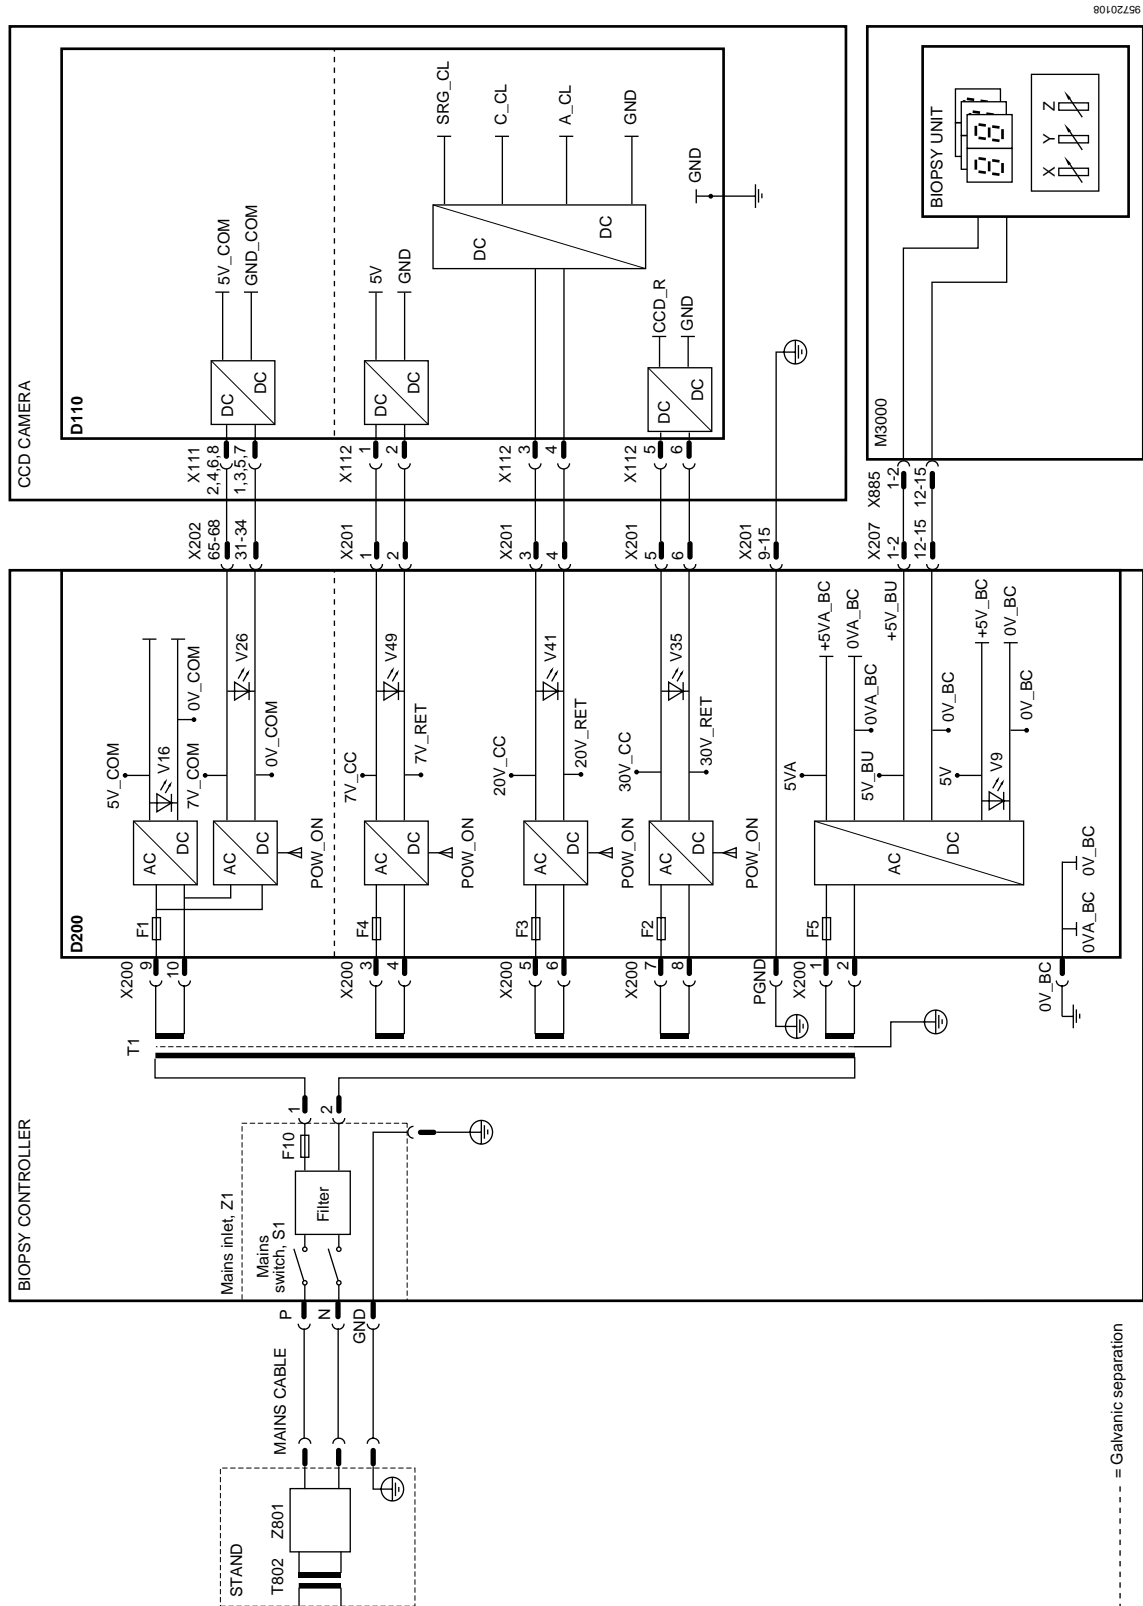 95720108
CCD CAMERA
D110
5V_COM
GND_COM
DC
DC
X111
2,4,6,8
1,3,5,7
5V
GND
DC
DC
X112
1
2
SRG_CL
C_CL
A_CL
GND
DC
DC
X112
3
4
CCD_R
GND
DC
DC
X112
5
6
GND
M3000
BIOPSY UNIT
88
X
Y
Z
X885
1-2
12-15
BIOPSY CONTROLLER
D200
X202
65-68
31-34
X201
1
2
X201
3
4
X201
5
6
X201
9-15
X207
1-2
12-15
5V_COM
0V_COM
V16
7V_COM
0V_COM
V26
AC
DC
AC
DC
POW_ON
F1
X200
9
10
7V_CC
7V_RET
V49
AC
DC
POW_ON
F4
X200
3
4
20V_CC
20V_RET
V41
AC
DC
POW_ON
F3
X200
5
6
30V_CC
30V_RET
V35
AC
DC
POW_ON
F2
X200
7
8
PGND
5VA
+5VA_BC
0VA_BC
0VA_BC
5V_BU
+5V_BU
0V_BC
5V
+5V_BC
V9
0V_BC
0V_BC
AC
DC
F5
X200
1
2
0V_BC
0VA_BC
0V_BC
T1
Mains inlet, Z1
Mains
switch, S1
Filter
F10
1
2
P
N
GND
MAINS CABLE
STAND
T802
Z801
= Galvanic separation